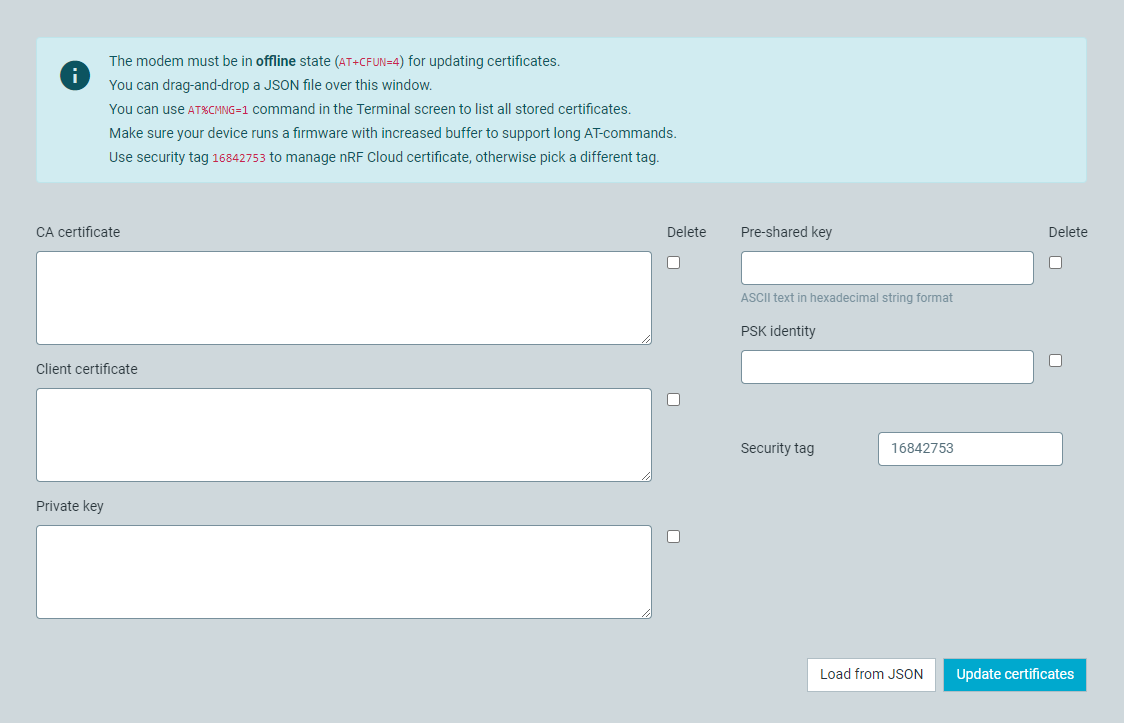 The modem must be in offline state (AT+CFUN=4) for updating certificates.
You can drag-and-drop a JSON file over this window.
You can use AT%CMNG=1 command in the Terminal screen to list all stored certificates.
Make sure your device runs a firmware with increased buffer to support long AT-commands.
Use security tag 16842753 to manage nRF Cloud certificate, otherwise pick a different tag.
CA certificate
Delete
Client certificate
Private key
Pre-shared key
Delete
ASCII text in hexadecimal string format
PSK identity
Security tag
16842753
Load from JSON
Update certificates